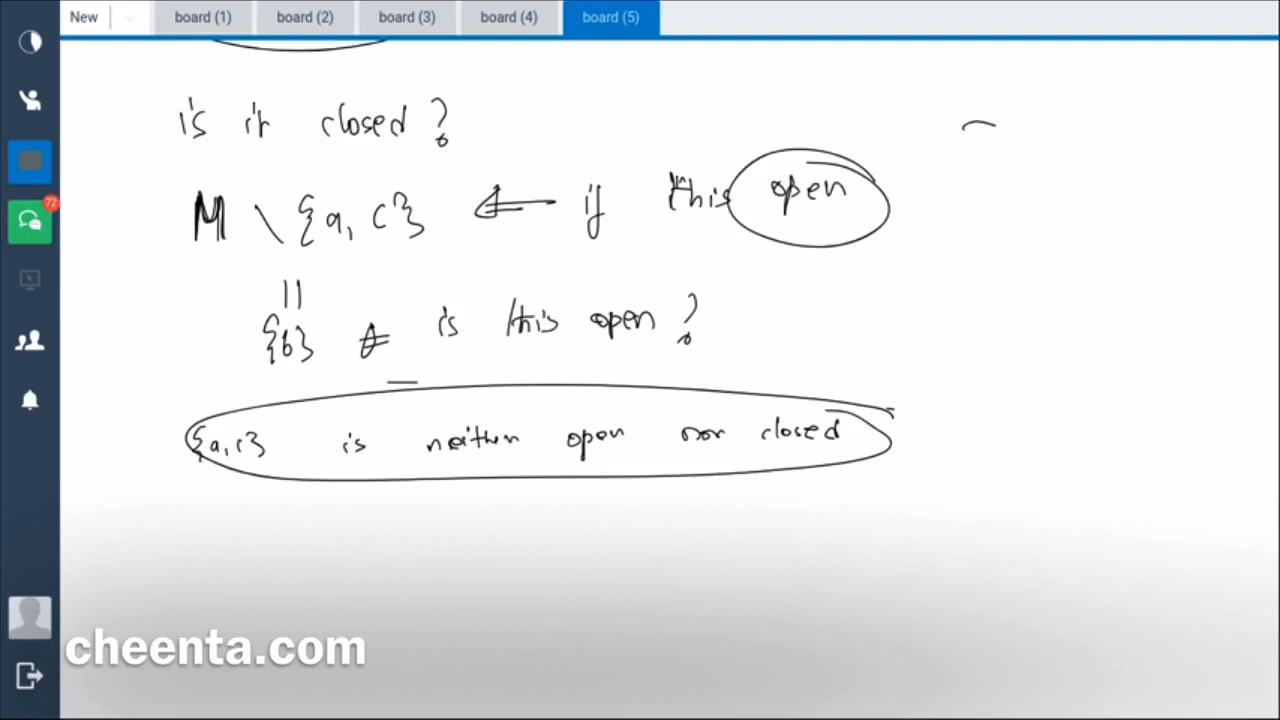 New board (1) board (2) board (3) board (4) board (5)
is it closed?
M \ {a, c} ⇐ if this open
72
||
{b} ← is this open?
{a, c} is neither open nor closed
cheenta.com